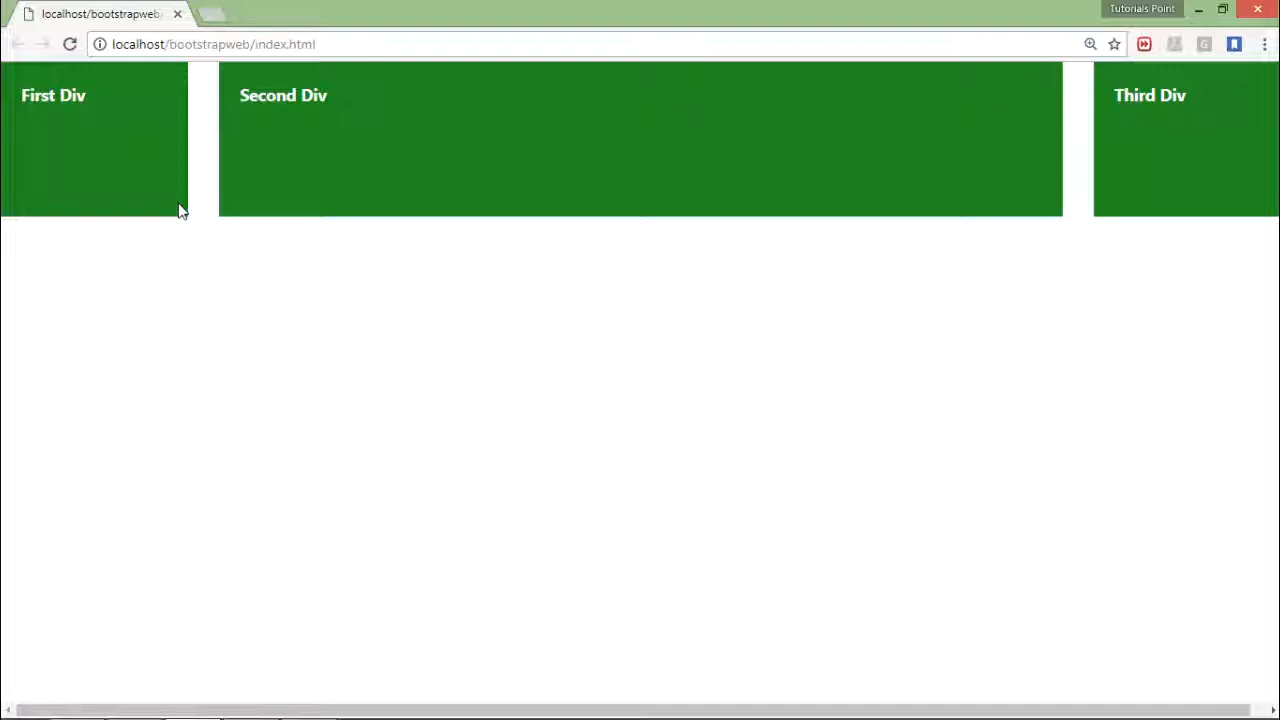 localhost/bootstrapweb
Tutorials Point
localhost/bootstrapweb/index.html
G
First Div
Second Div
Third Div